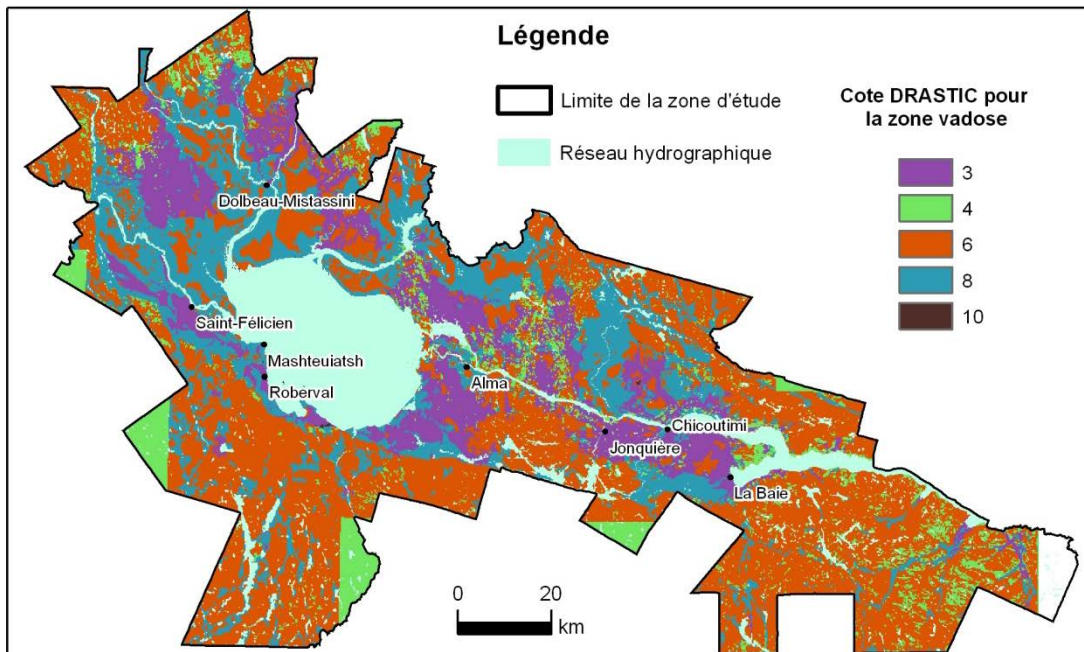 Légende
Limite de la zone d'étude
Réseau hydrographique
Cote DRASTIC pour
la zone vadose
3
4
6
8
10
Dolbeau-Mistassini
Saint-Félicien
Mashteuiatsh
Roberval
Alma
Chicoutimi
Jonquière
La Baie
0 20
km